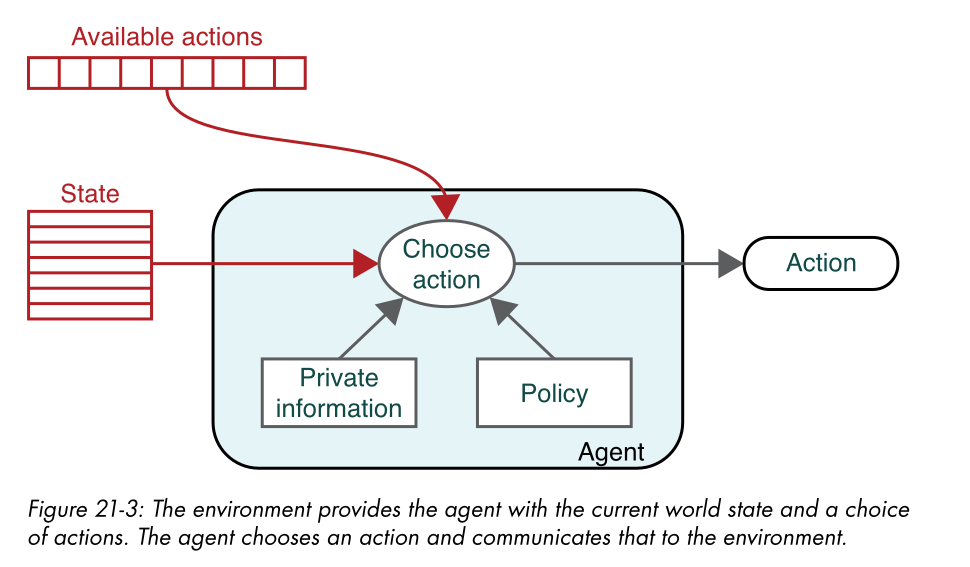 Available actions
State
Choose
action
Action
Private
information
Policy
Agent
Figure 21-3: The environment provides the agent with the current world state and a choice
of actions. The agent chooses an action and communicates that to the environment.